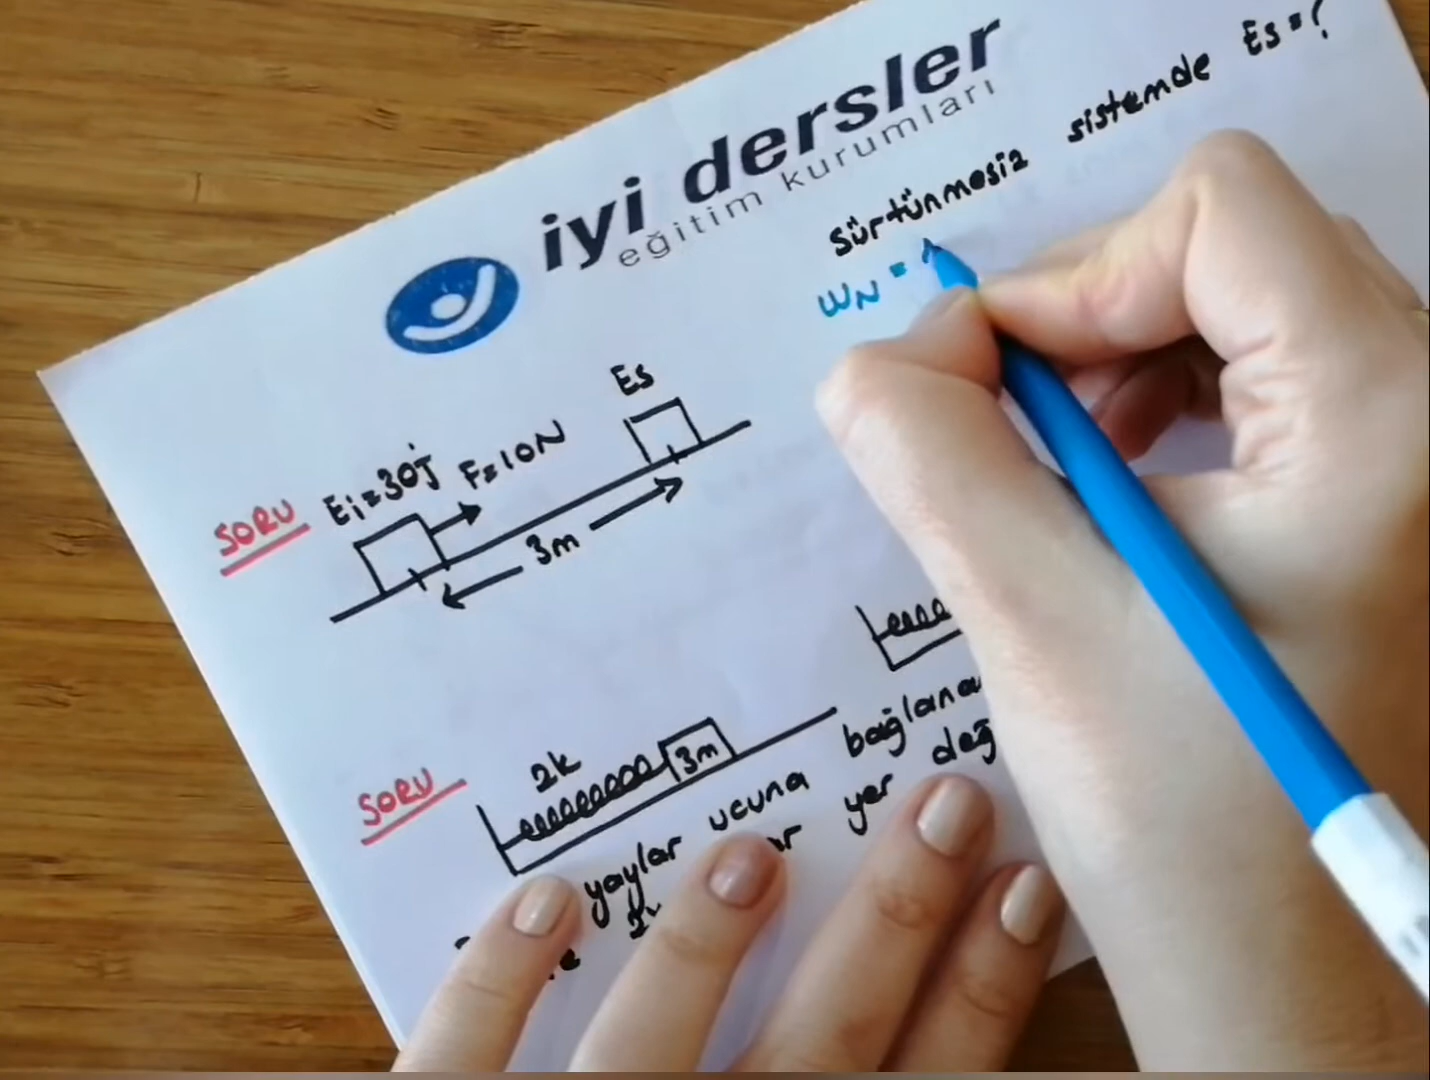 iyi dersler
eğitim kurumları
Sürtünmesiz sistemde Es=?
WN =
SORU
Ei=30J
F=10N
Es
3m
SORU
2k
3m
yaylar ucuna
yer